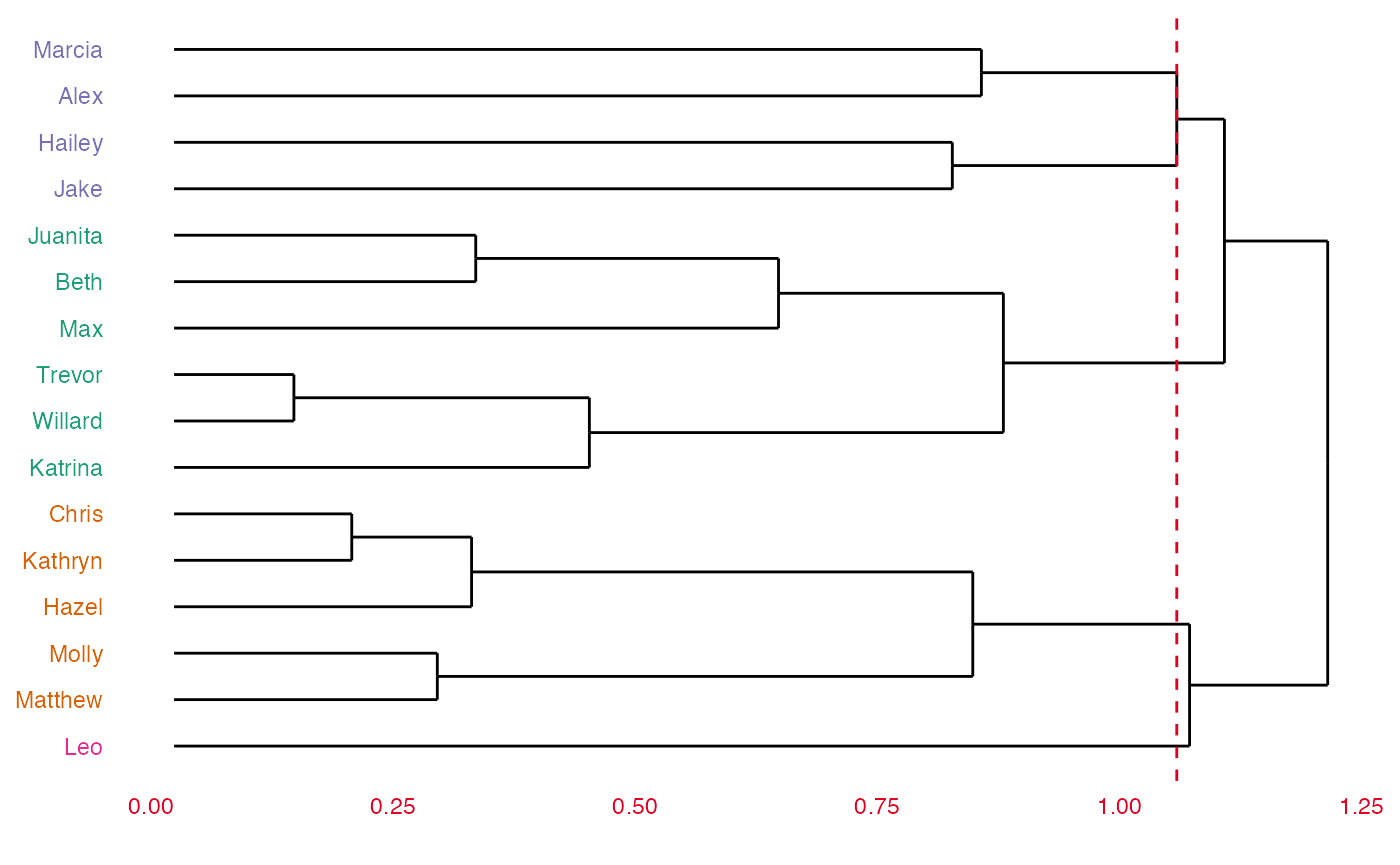 Marcia
Alex
Hailey
Jake
Juanita
Beth
Max
Trevor
Willard
Katrina
Chris
Kathryn
Hazel
Molly
Matthew
Leo
0.00 0.25 0.50 0.75 1.00 1.25